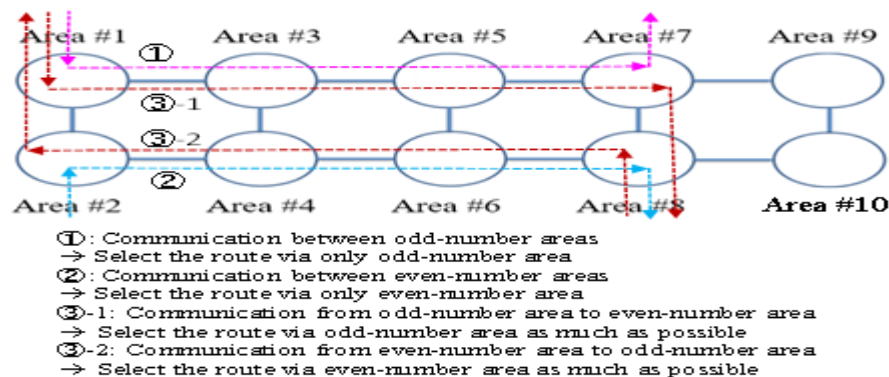 Area #1 Area #3 Area #5 Area #7 Area #9
①
③-1
③-2
②
Area #2 Area #4 Area #6 Area #8 Area #10
①: Communication between odd-number areas
→ Select the route via only odd-number area
②: Communication between even-number areas
→ Select the route via only even-number area
③-1: Communication from odd-number area to even-number area
→ Select the route via odd-number area as much as possible
③-2: Communication from even-number area to odd-number area
→ Select the route via even-number area as much as possible